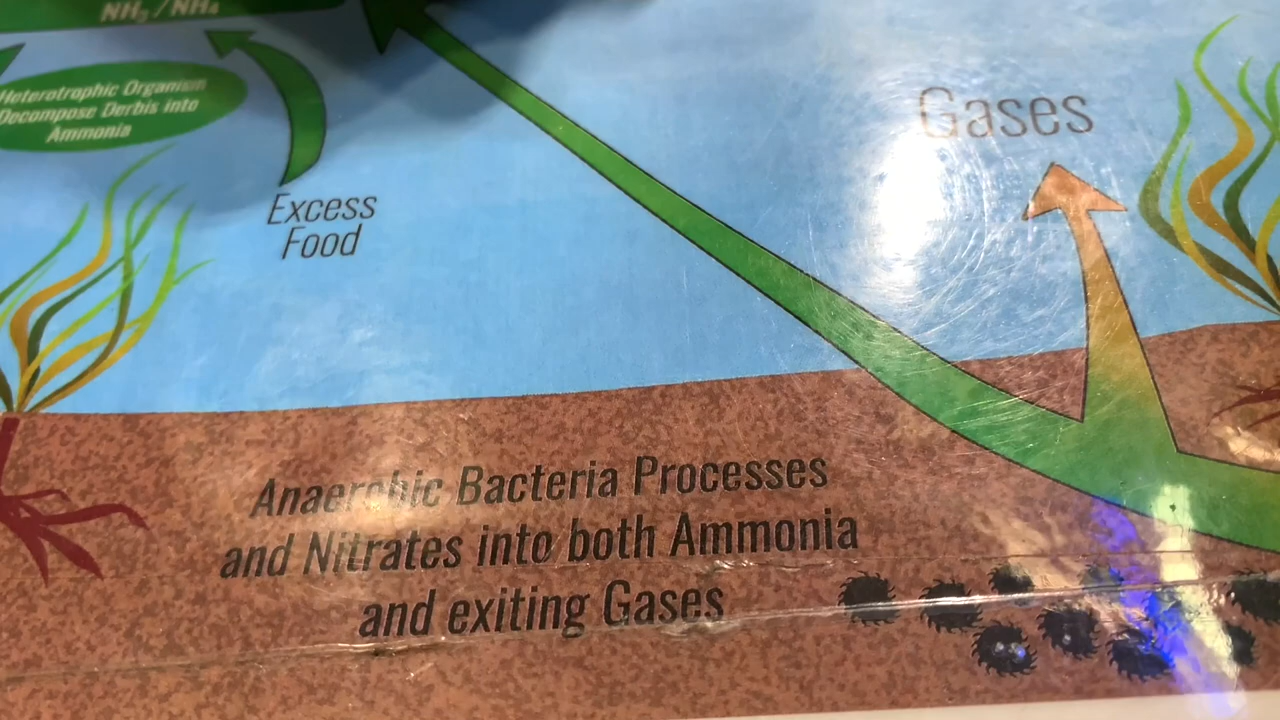 NH3 / NH4
Heterotrophic Organism
Decompose Derbis into
Ammonia
Excess
Food
Gases
Anaerobic Bacteria Processes
and Nitrates into both Ammonia
and exiting Gases